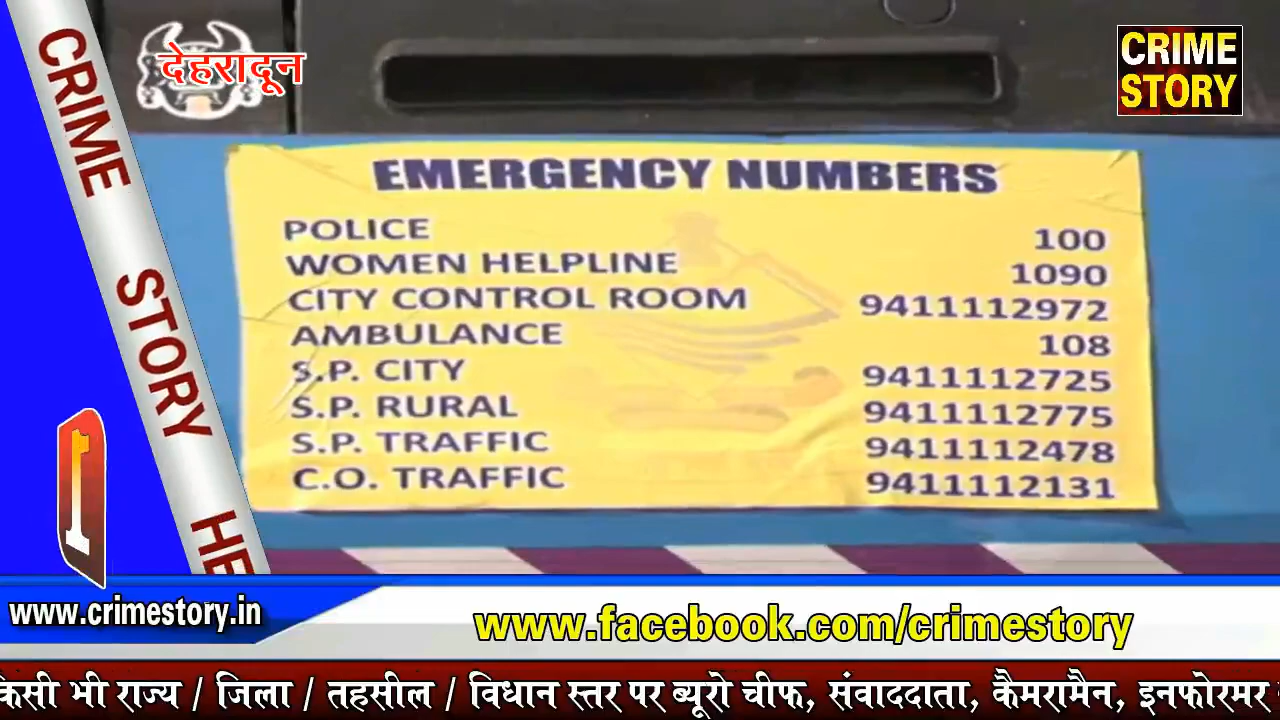 CRIME STORY HE
देहरादून
CRIME
STORY
EMERGENCY NUMBERS
POLICE 100
WOMEN HELPLINE 1090
CITY CONTROL ROOM 9411112972
AMBULANCE 108
S.P. CITY 9411112725
S.P. RURAL 9411112775
S.P. TRAFFIC 9411112478
C.O. TRAFFIC 9411112131
1
www.crimestory.in
www.facebook.com/crimestory
किसी भी राज्य / जिला / तहसील / विधान स्तर पर ब्यूरो चीफ, संवाददाता, कैमरामैन, इनफोरमर